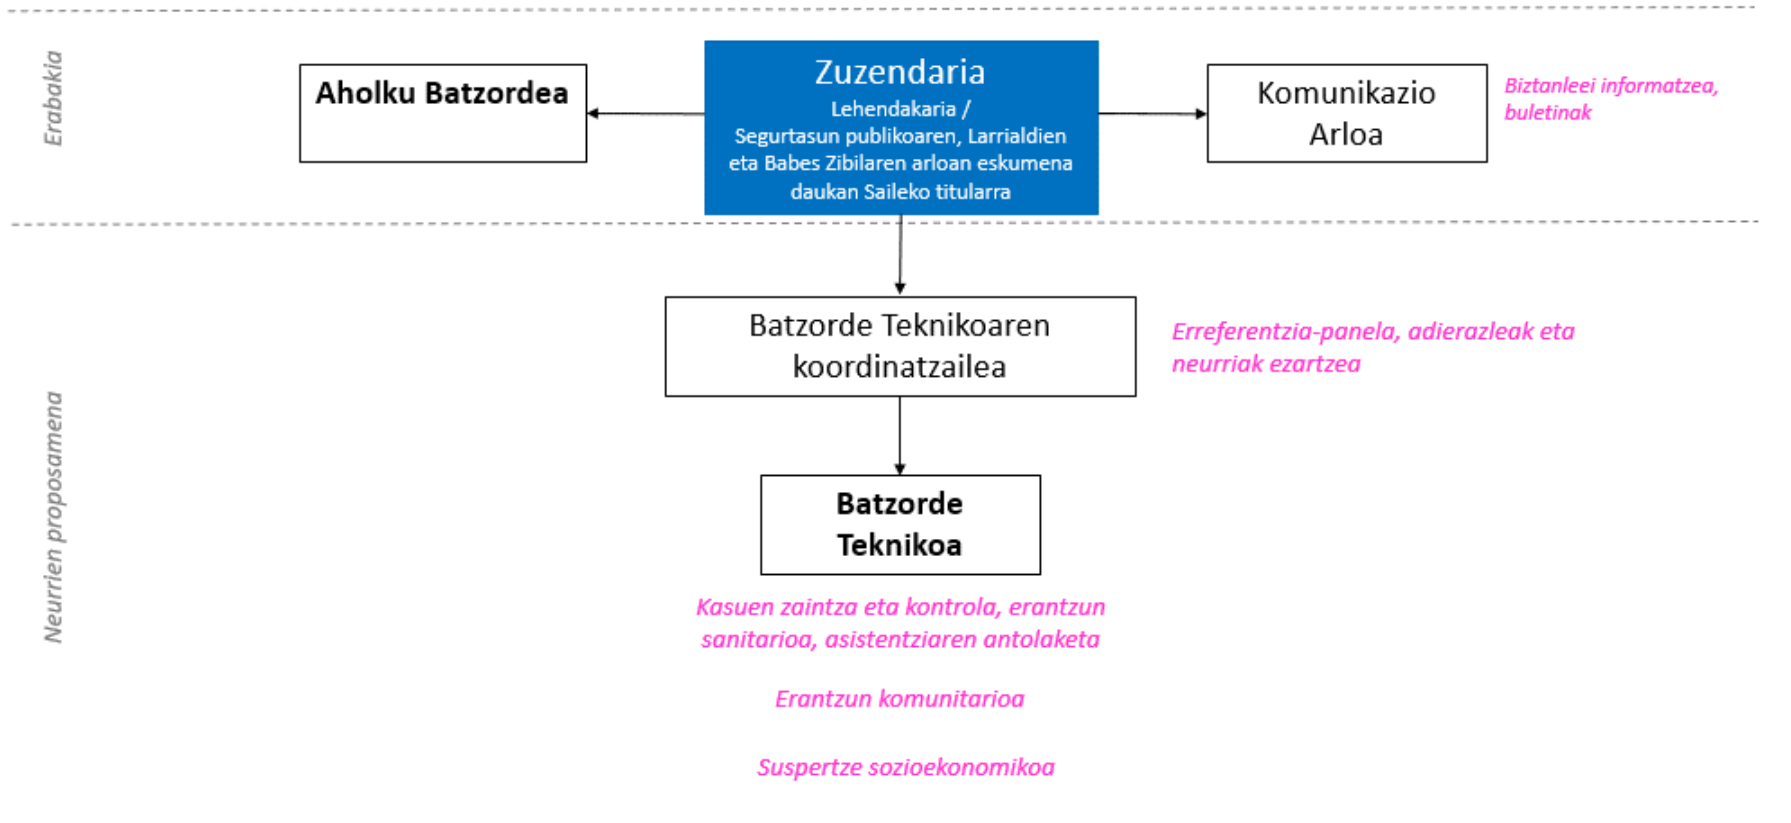 Erabakia
Aholku Batzordea
Zuzendaria
Lehendakaria /
Segurtasun publikoaren, Larrialdien
eta Babes Zibilaren arloan eskumena
daukan Saileko titularra
Komunikazio
Arloa
Biztanleei informatzea,
buletinak
Neurrien proposamena
Batzorde Teknikoaren
koordinatzailea
Erreferentzia-panela, adierazleak eta
neurriak ezartzea
Batzorde
Teknikoa
Kasuen zaintza eta kontrola, erantzun
sanitarioa, asistentziaren antolaketa
Erantzun komunitarioa
Suspertze sozioekonomikoa